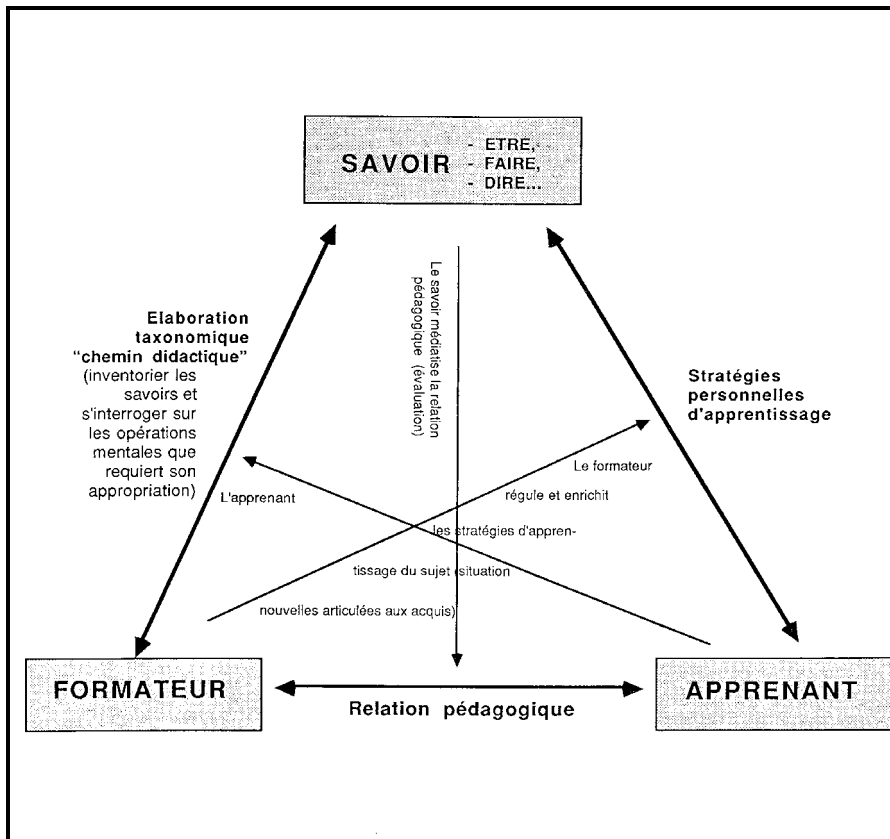 SAVOIR
- ETRE,
- FAIRE,
- DIRE...
Elaboration
taxonomique
"chemin didactique"
(inventorier les
savoirs et
s'interroger sur
les opérations
mentales que
requiert son
appropriation)
Le savoir médiatise la relation
pédagogique (évaluation)
Stratégies
personnelles
d'apprentissage
Le formateur
régule et enrichit
L'apprenant
les stratégies d'appren-
tissage du sujet (situation
nouvelles articulées aux acquis)
FORMATEUR
Relation pédagogique
APPRENANT